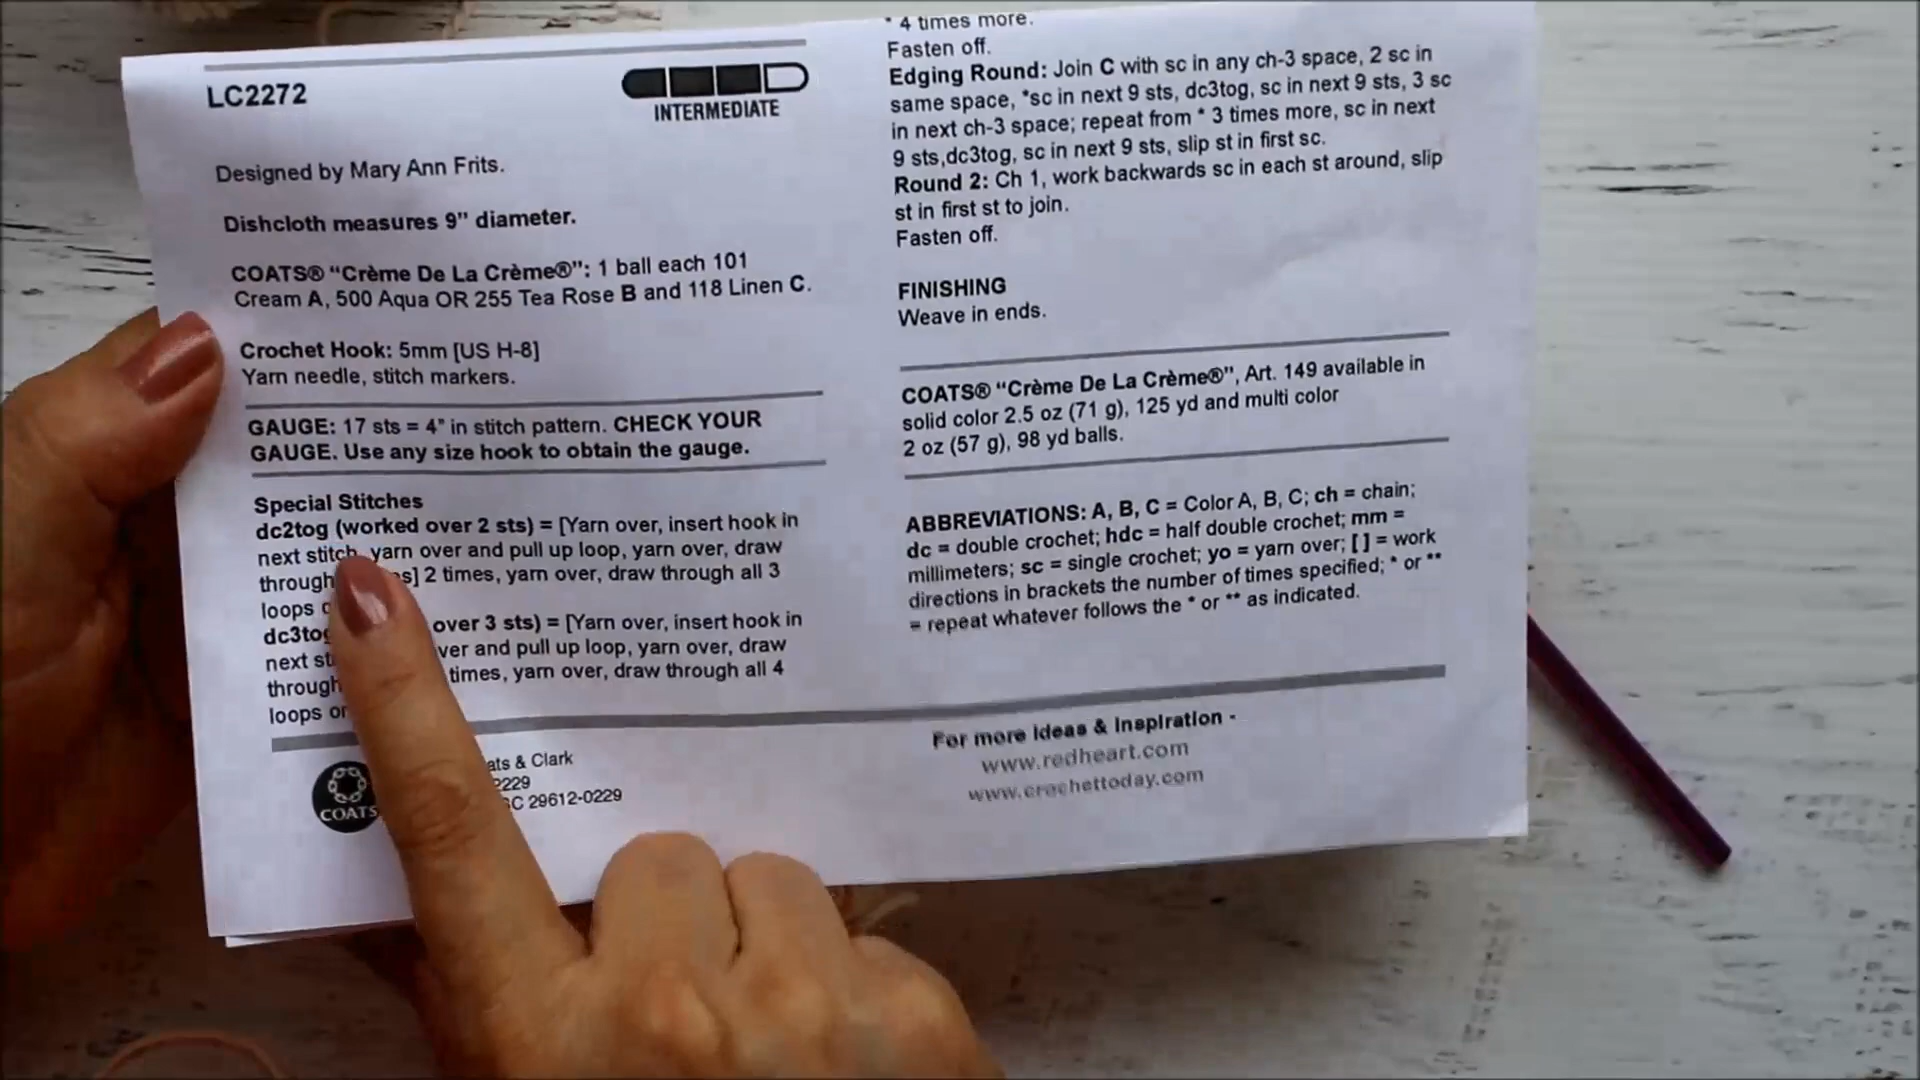 LC2272
INTERMEDIATE
Designed by Mary Ann Frits.
Dishcloth measures 9" diameter.
COATS® “Crème De La Crème®”: 1 ball each 101
Cream A, 500 Aqua OR 255 Tea Rose B and 118 Linen C.
Crochet Hook: 5mm [US H-8]
Yarn needle, stitch markers.
GAUGE: 17 sts = 4" in stitch pattern. CHECK YOUR
GAUGE. Use any size hook to obtain the gauge.
Special Stitches
dc2tog (worked over 2 sts) = [Yarn over, insert hook in
next stitch, yarn over and pull up loop, yarn over, draw
through 2 times, yarn over, draw through all 3
loops
over 3 sts) = [Yarn over, insert hook in
next and pull up loop, yarn over, draw
through times, yarn over, draw through all 4
loops
COATS
& Clark
29612-0229
* 4 times more.
Fasten off.
Edging Round: Join C with sc in any ch-3 space, 2 sc in
same space, *sc in next 9 sts, dc3tog, sc in next 9 sts, 3 sc
in next ch-3 space; repeat from * 3 times more, sc in next
9 sts,dc3tog, sc in next 9 sts, slip st in first sc.
Round 2: Ch 1, work backwards sc in each st around, slip
st in first st to join.
Fasten off.
FINISHING
Weave in ends.
COATS® “Crème De La Crème®”, Art. 149 available in
solid color 2.5 oz (71 g), 125 yd and multi color
2 oz (57 g), 98 yd balls.
ABBREVIATIONS: A, B, C = Color A, B, C; ch = chain;
dc = double crochet; hdc = half double crochet; mm =
millimeters; sc = single crochet; yo = yarn over; [ ] = work
directions in brackets the number of times specified; * or **
= repeat whatever follows the * or ** as indicated.
For more ideas & inspiration -
www.redheart.com
www.crochettoday.com